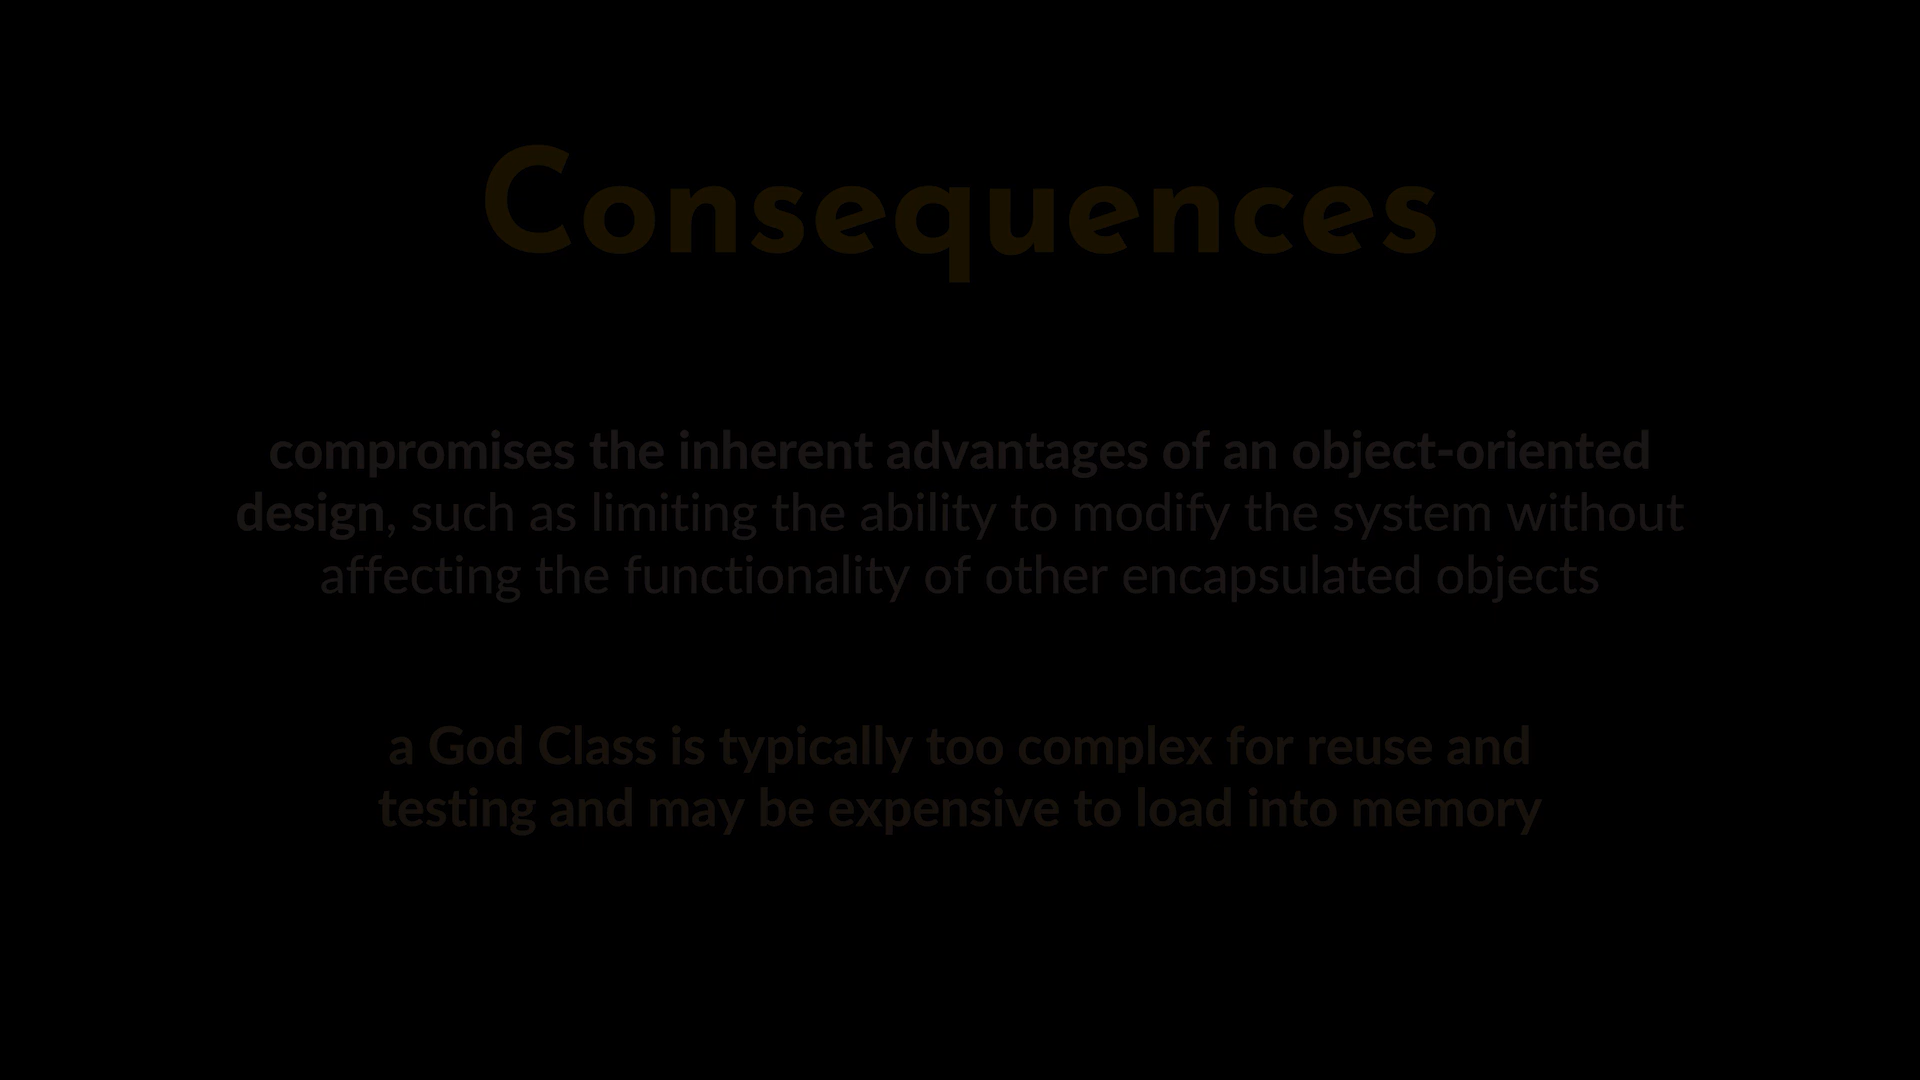 Consequences
compromises the inherent advantages of an object-oriented
design, such as limiting the ability to modify the system without
affecting the functionality of other encapsulated objects
a God Class is typically too complex for reuse and
testing and may be expensive to load into memory